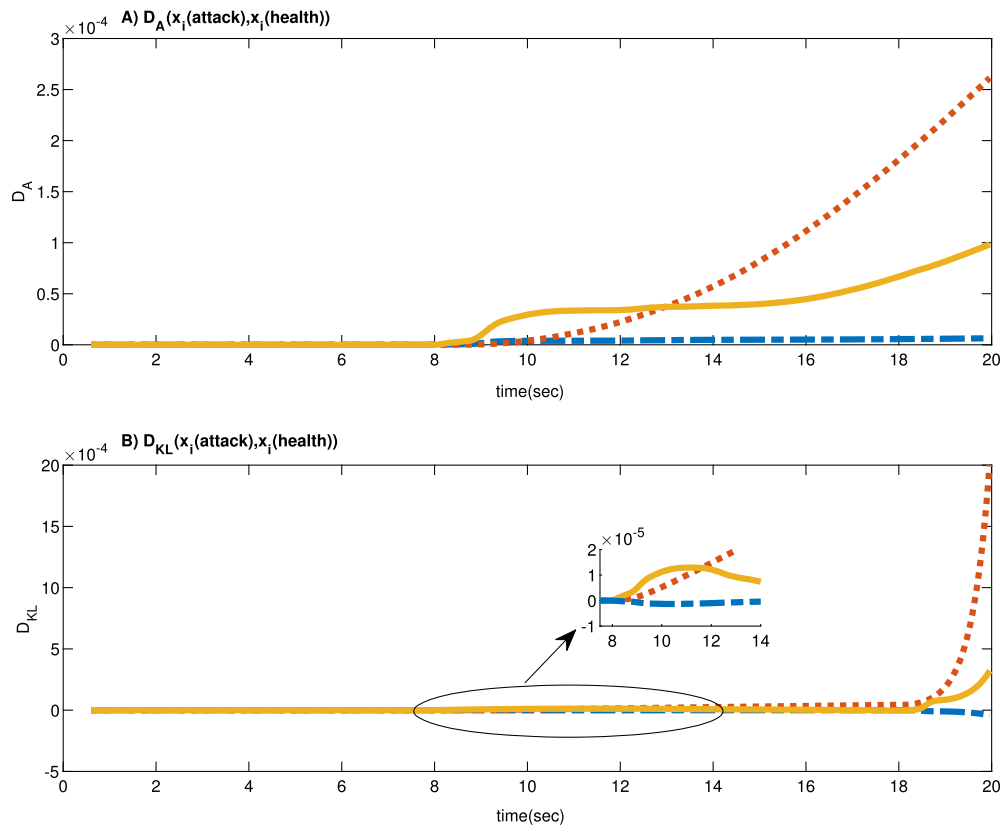 ×10⁻⁴
A) D_A(x_i(attack),x_i(health))
3
2.5
2
1.5
1
0.5
0
D_A
0 2 4 6 8 10 12 14 16 18 20
time(sec)
×10⁻⁴
B) D_KL(x_i(attack),x_i(health))
20
15
10
5
0
-5
D_KL
×10⁻⁵
2
1
0
-1
8 10 12 14
0 2 4 6 8 10 12 14 16 18 20
time(sec)